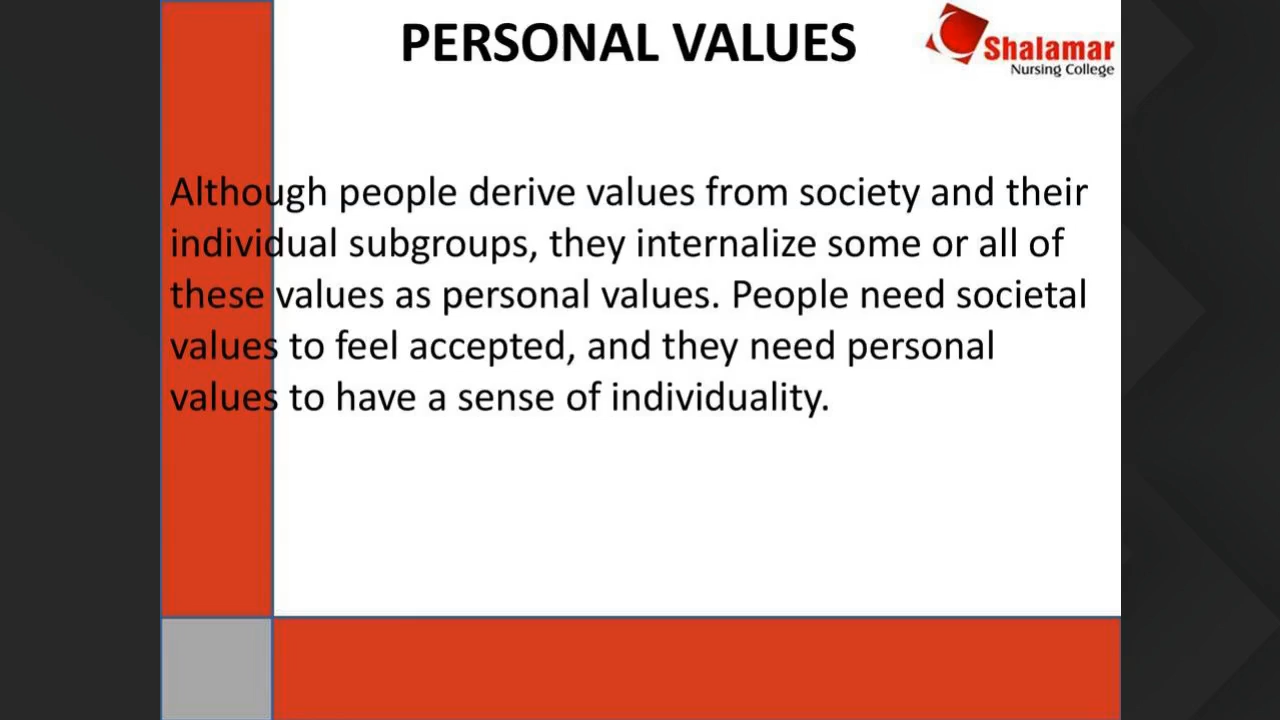 PERSONAL VALUES
Shalamar
Nursing College
Although people derive values from society and their
individual subgroups, they internalize some or all of
these values as personal values. People need societal
values to feel accepted, and they need personal
values to have a sense of individuality.